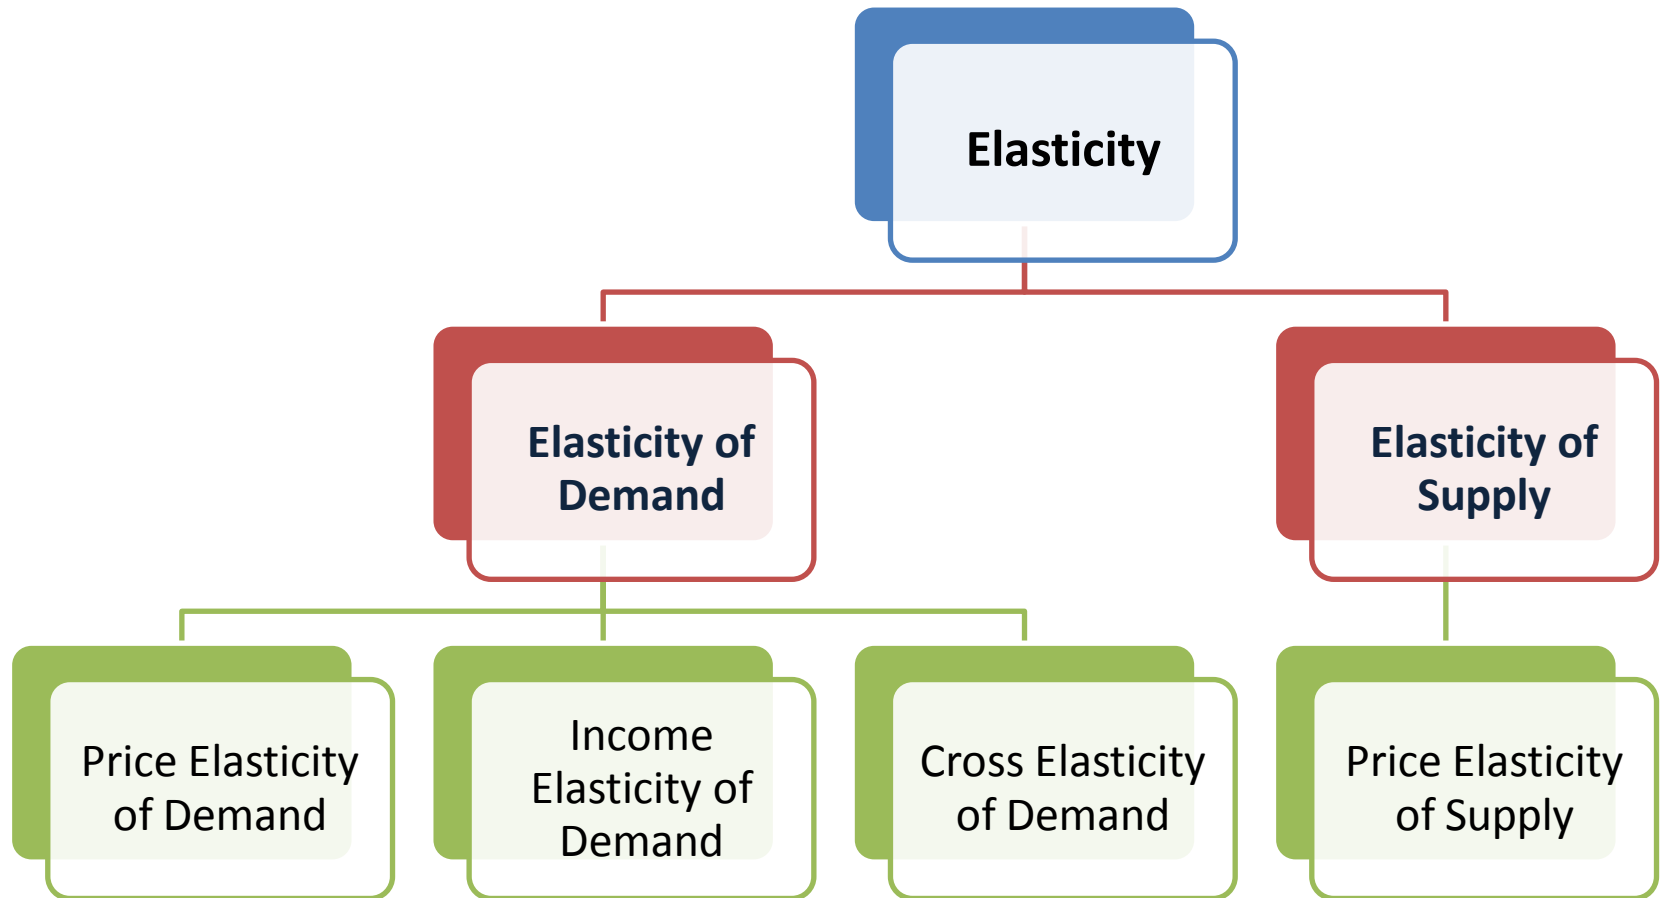 Elasticity
Elasticity of
Demand
Elasticity of
Supply
Price Elasticity
of Demand
Income
Elasticity of
Demand
Cross Elasticity
of Demand
Price Elasticity
of Supply